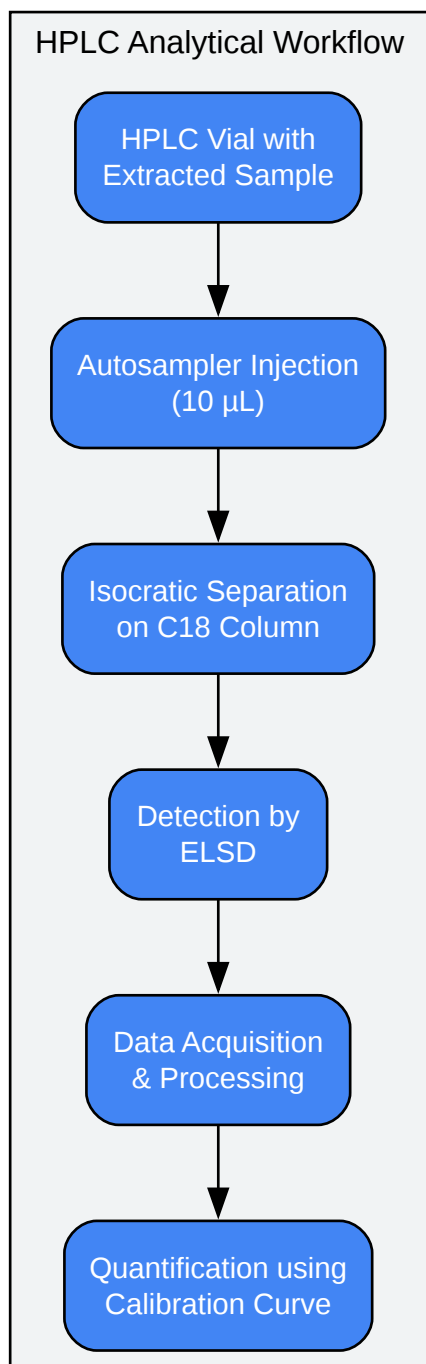 HPLC Analytical Workflow
HPLC Vial with
Extracted Sample
Autosampler Injection
(10 µL)
Isocratic Separation
on C18 Column
Detection by
ELSD
Data Acquisition
& Processing
Quantification using
Calibration Curve